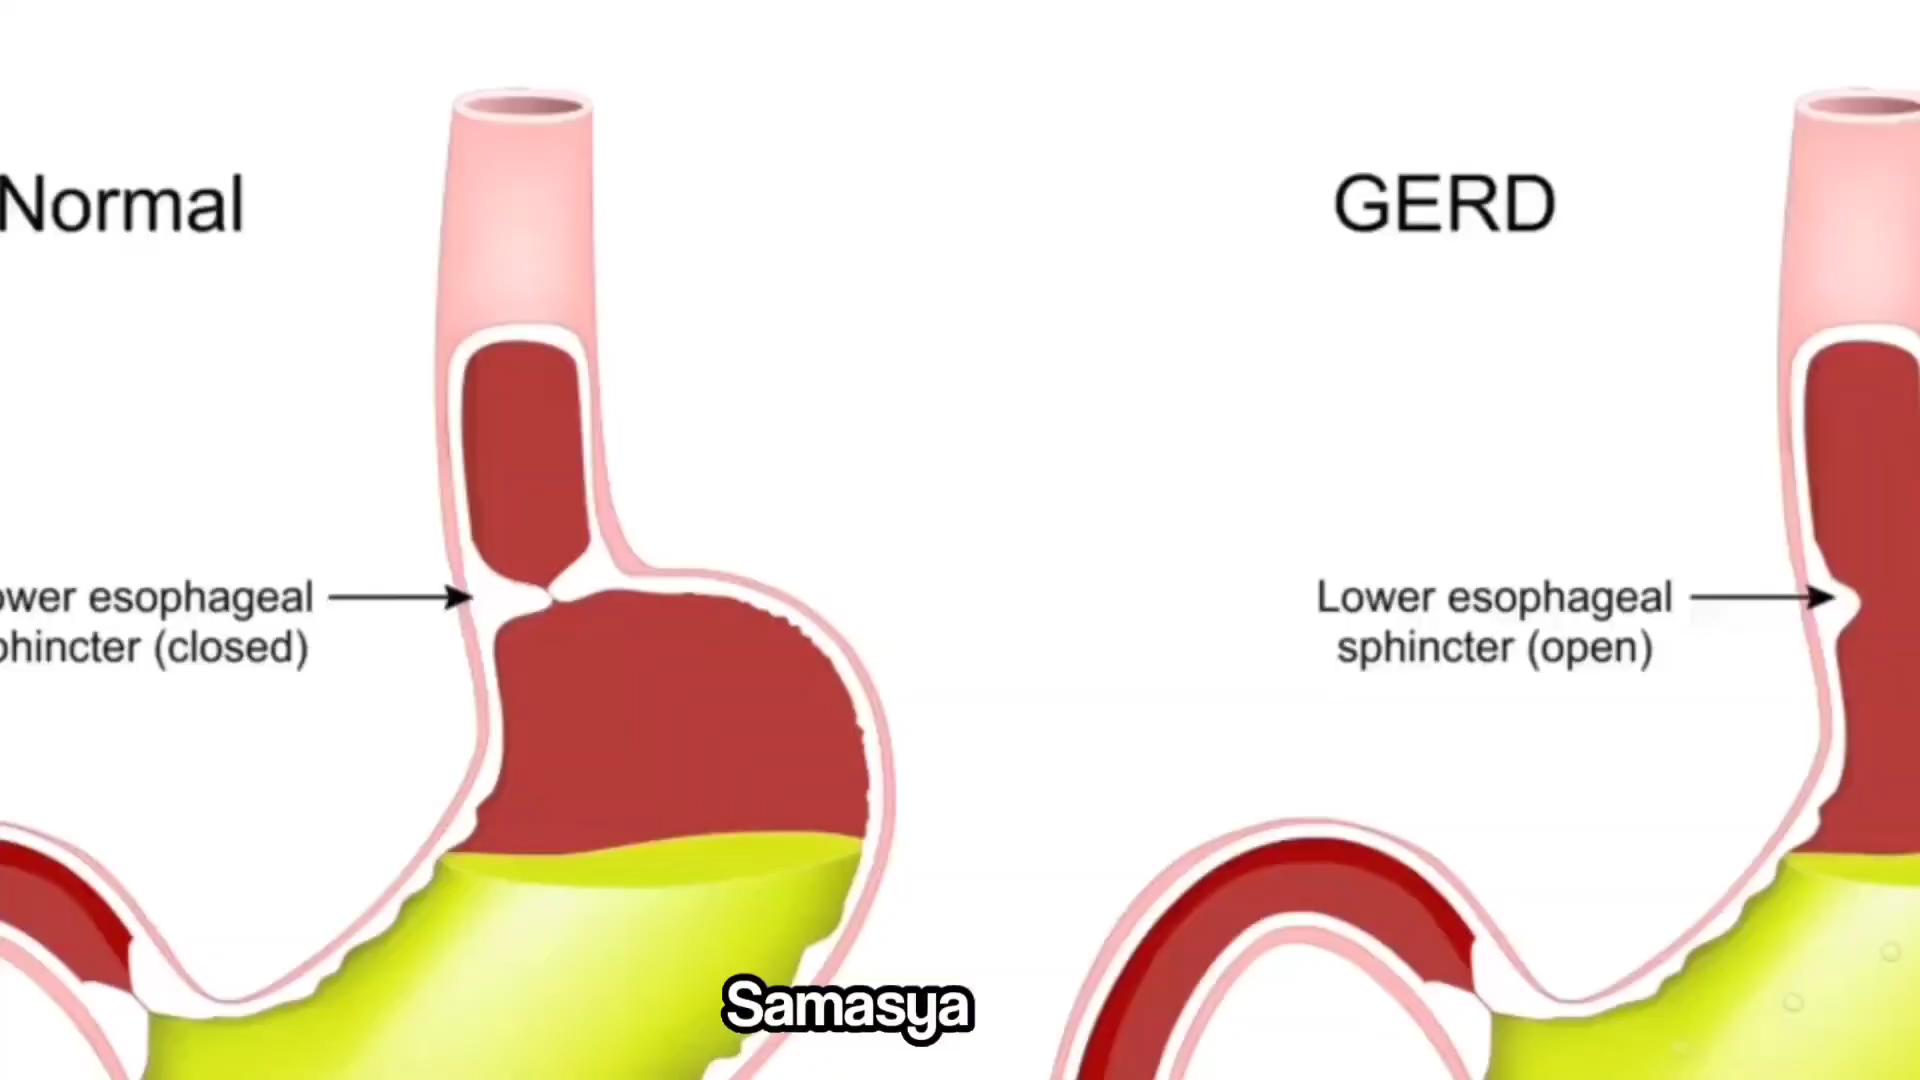 Normal
GERD
ower esophageal
phincter (closed)
Lower esophageal
sphincter (open)
Samasya